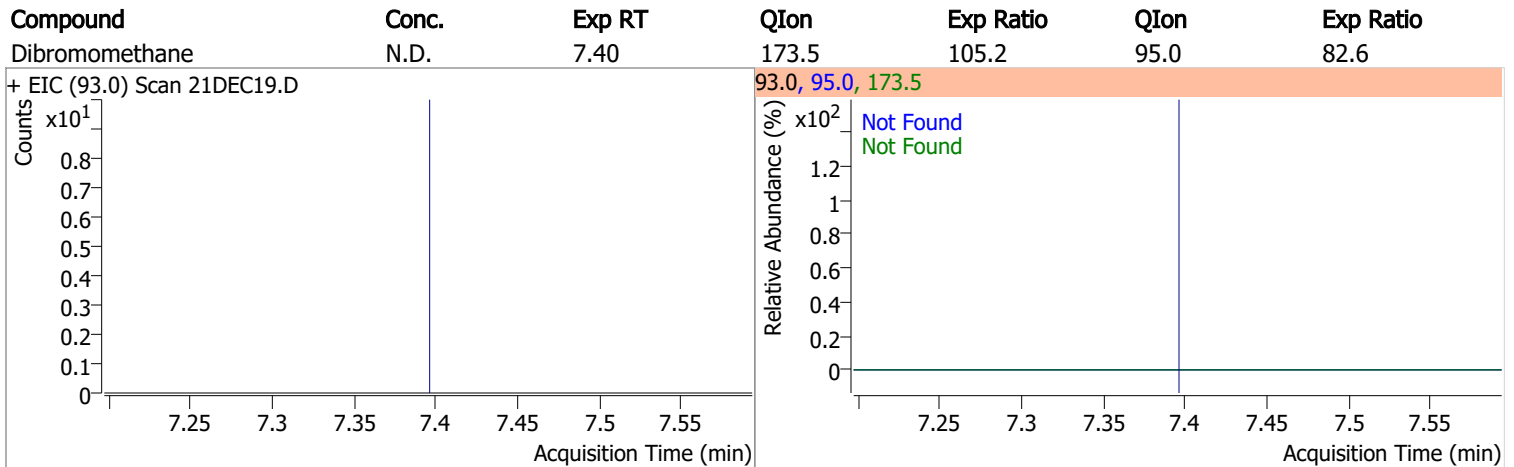 Compound Conc. Exp RT QIon Exp Ratio QIon Exp Ratio
Dibromomethane N.D. 7.40 173.5 105.2 95.0 82.6
+ EIC (93.0) Scan 21DEC19.D
Counts
x10^1
0.8
0.7
0.6
0.5
0.4
0.3
0.2
0.1
0
7.25 7.3 7.35 7.4 7.45 7.5 7.55
Acquisition Time (min)
93.0, 95.0, 173.5
Relative Abundance (%)
x10^2
Not Found
Not Found
1.2
1
0.8
0.6
0.4
0.2
0
7.25 7.3 7.35 7.4 7.45 7.5 7.55
Acquisition Time (min)